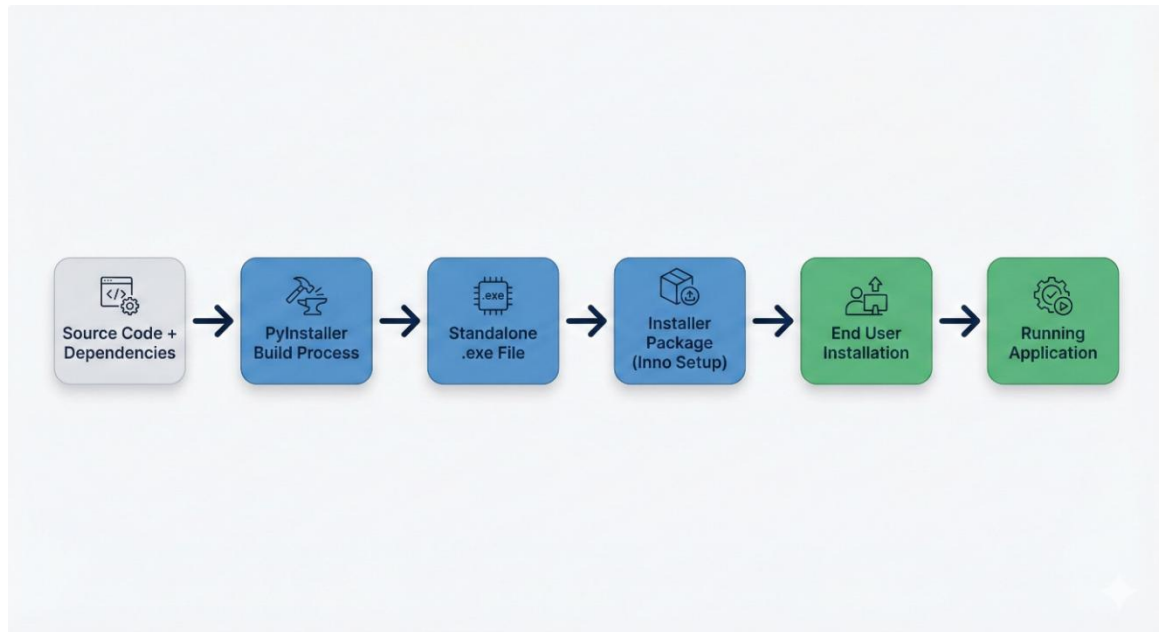 </>
Source Code +
Dependencies
PyInstaller
Build Process
.exe
Standalone
.exe File
Installer
Package
(Inno Setup)
End User
Installation
Running
Application